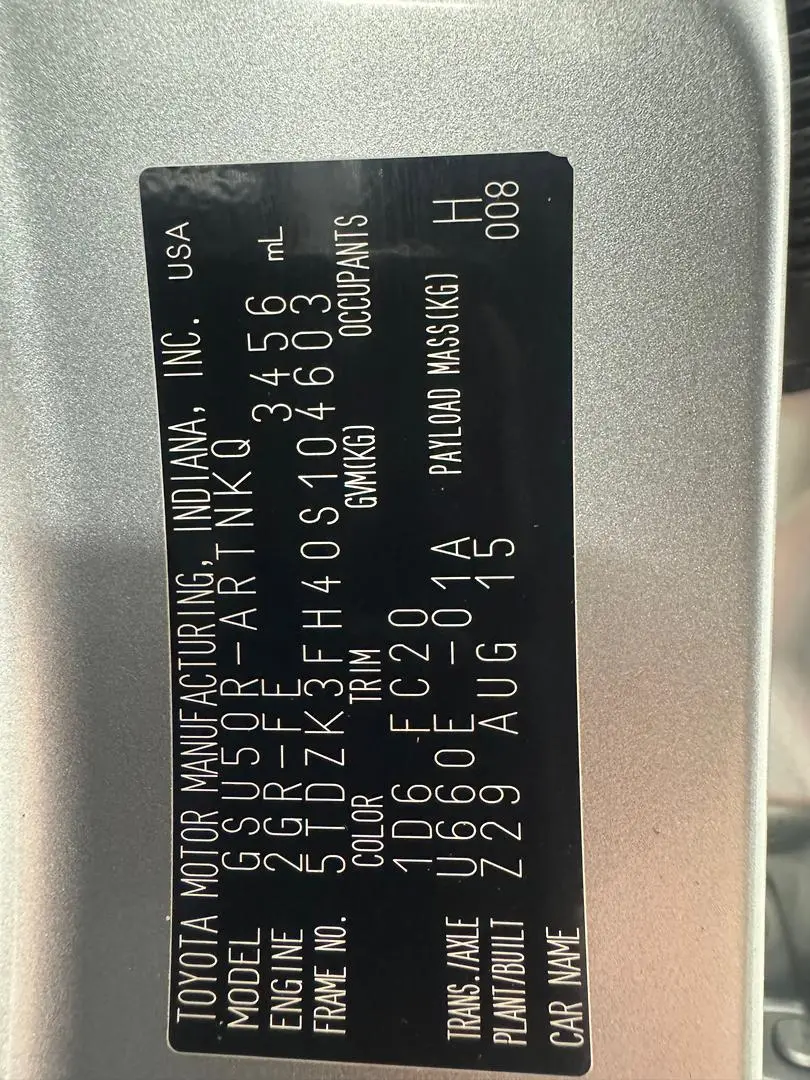 TOYOTA MOTOR MANUFACTURING, INDIANA, INC. USA
MODEL GSU50R-ARTNKQ
ENGINE 2GR-FE 3456 mL
FRAME NO. 5TDZK3FH40S104603
COLOR TRIM GVM(KG) OCCUPANTS
1D6 FC20
TRANS./AXLE U660E -01A PAYLOAD MASS(KG) H
PLANT/BUILT Z29 AUG 15 008
CAR NAME